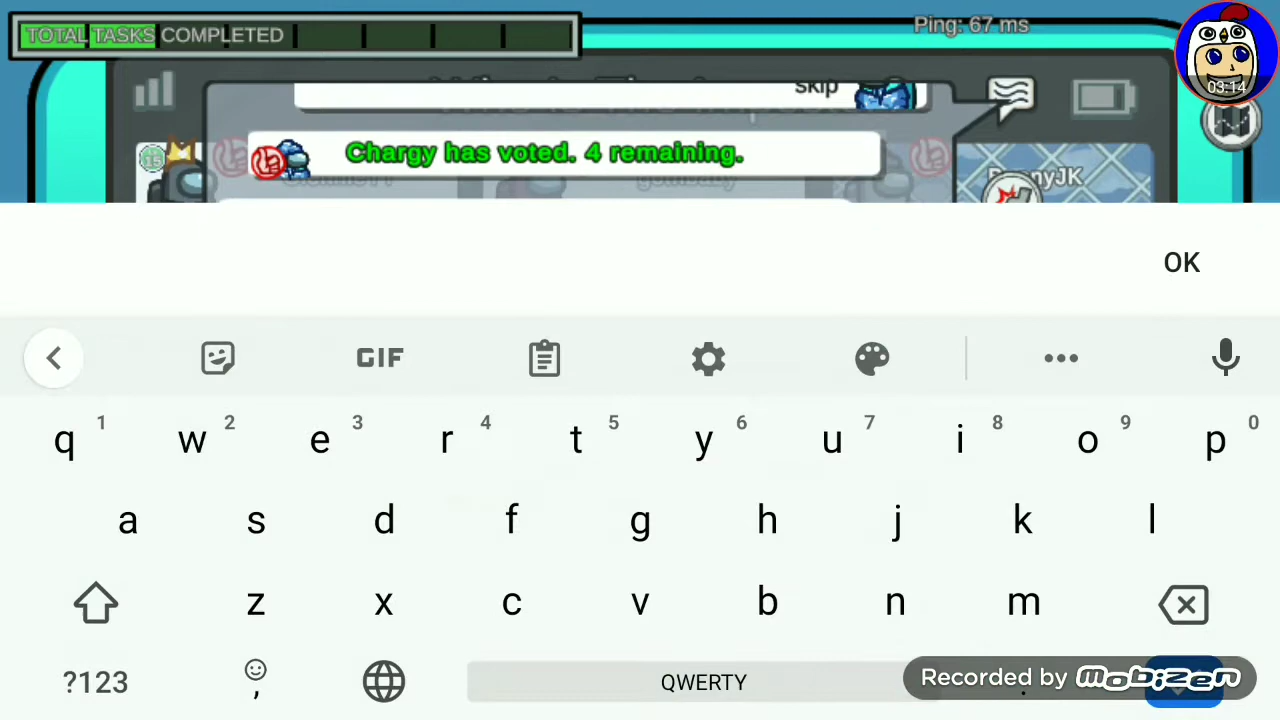 TOTAL TASKS COMPLETED
Ping: 67 ms
03:14
skip
Chargy has voted. 4 remaining.
OK
GIF
q 1 w 2 e 3 r 4 t 5 y 6 u 7 i 8 o 9 p 0
a s d f g h j k l
z x c v b n m
?123 , QWERTY .
Recorded by mobizen